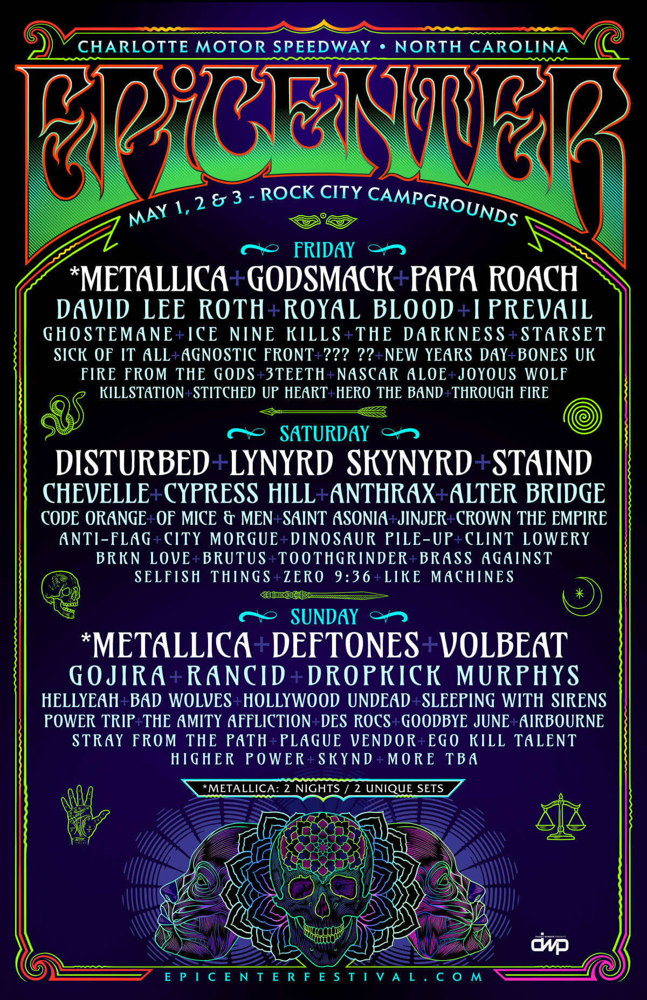 CHARLOTTE MOTOR SPEEDWAY • NORTH CAROLINA
EPiCENTER
MAY 1, 2 & 3 - ROCK CITY CAMPGROUNDS
FRIDAY
*METALLICA+GODSMACK+PAPA ROACH
DAVID LEE ROTH+ROYAL BLOOD+I PREVAIL
GHOSTEMANE+ICE NINE KILLS+THE DARKNESS+STARSET
SICK OF IT ALL+AGNOSTIC FRONT+??? ??+NEW YEARS DAY+BONES UK
FIRE FROM THE GODS+3TEETH+NASCAR ALOE+JOYOUS WOLF
KILLSTATION+STITCHED UP HEART+HERO THE BAND+THROUGH FIRE
SATURDAY
DISTURBED+LYNYRD SKYNYRD+STAIND
CHEVELLE+CYPRESS HILL+ANTHRAX+ALTER BRIDGE
CODE ORANGE+OF MICE & MEN+SAINT ASONIA+JINJER+CROWN THE EMPIRE
ANTI-FLAG+CITY MORGUE+DINOSAUR PILE-UP+CLINT LOWERY
BRKN LOVE+BRUTUS+TOOTHGRINDER+BRASS AGAINST
SELFISH THINGS+ZERO 9:36+LIKE MACHINES
SUNDAY
*METALLICA+DEFTONES+VOLBEAT
GOJIRA+RANCID+DROPKICK MURPHYS
HELLYEAH+BAD WOLVES+HOLLYWOOD UNDEAD+SLEEPING WITH SIRENS
POWER TRIP+THE AMITY AFFLICTION+DES ROCS+GOODBYE JUNE+AIRBOURNE
STRAY FROM THE PATH+PLAGUE VENDOR+EGO KILL TALENT
HIGHER POWER+SKYND+MORE TBA
*METALLICA: 2 NIGHTS / 2 UNIQUE SETS
DANNY WIMMER PRESENTS
dwp
EPICENTERFESTIVAL.COM